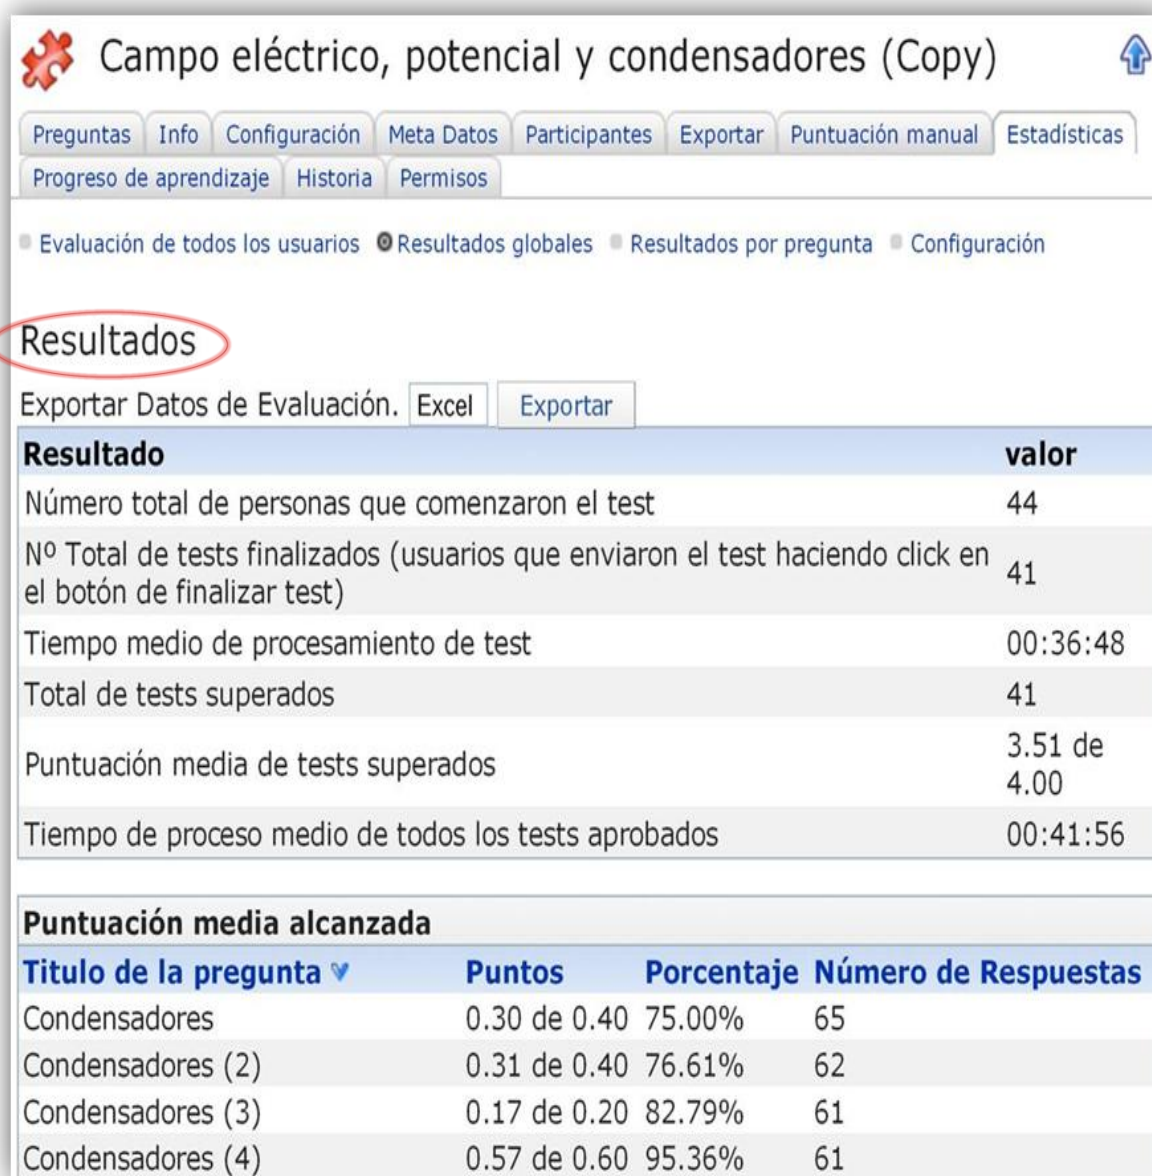 Campo eléctrico, potencial y condensadores (Copy)
Preguntas Info Configuración Meta Datos Participantes Exportar Puntuación manual Estadísticas
Progreso de aprendizaje Historia Permisos
Evaluación de todos los usuarios Resultados globales Resultados por pregunta Configuración
Resultados
Exportar Datos de Evaluación. Excel Exportar
Resultado valor
Número total de personas que comenzaron el test 44
Nº Total de tests finalizados (usuarios que enviaron el test haciendo click en
el botón de finalizar test) 41
Tiempo medio de procesamiento de test 00:36:48
Total de tests superados 41
Puntuación media de tests superados 3.51 de
4.00
Tiempo de proceso medio de todos los tests aprobados 00:41:56
Puntuación media alcanzada
Titulo de la pregunta Puntos Porcentaje Número de Respuestas
Condensadores 0.30 de 0.40 75.00% 65
Condensadores (2) 0.31 de 0.40 76.61% 62
Condensadores (3) 0.17 de 0.20 82.79% 61
Condensadores (4) 0.57 de 0.60 95.36% 61